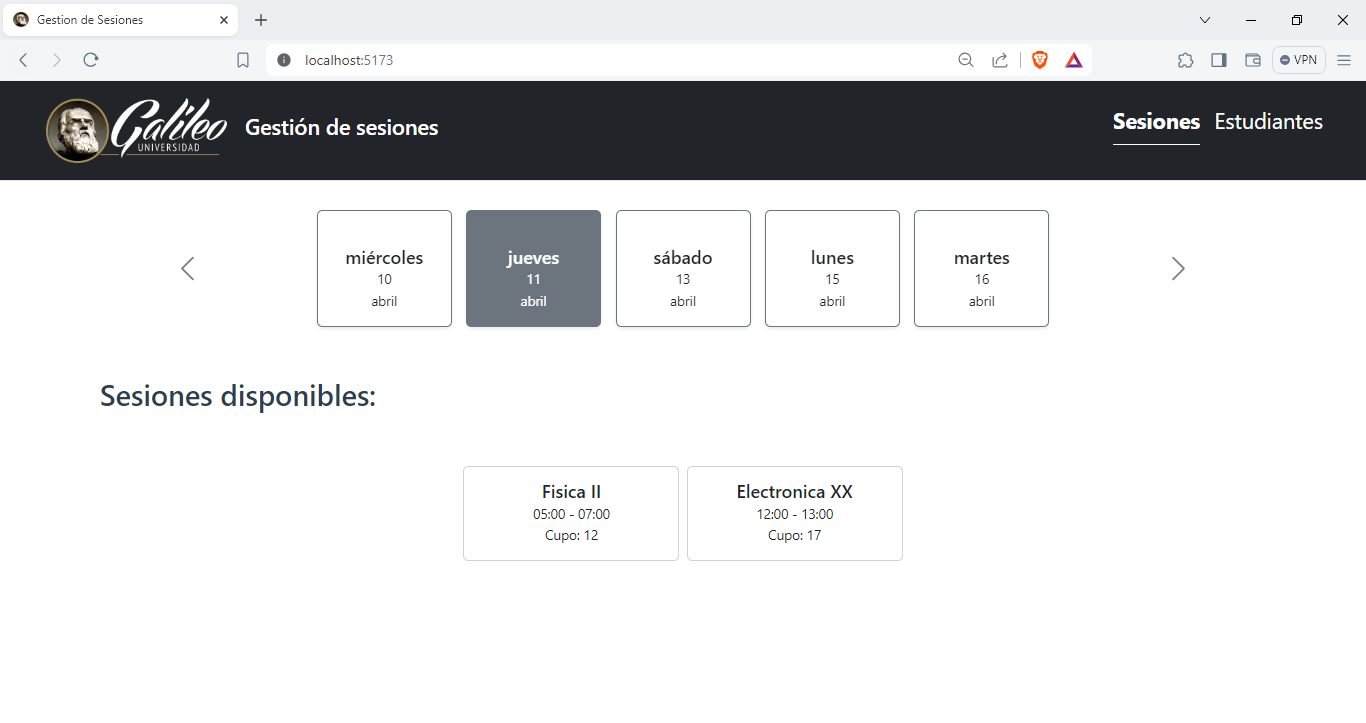 Gestion de Sesiones
localhost:5173
VPN
Galileo
UNIVERSIDAD
Gestión de sesiones
Sesiones Estudiantes
miércoles
10
abril
jueves
11
abril
sábado
13
abril
lunes
15
abril
martes
16
abril
Sesiones disponibles:
Fisica II
05:00 - 07:00
Cupo: 12
Electronica XX
12:00 - 13:00
Cupo: 17